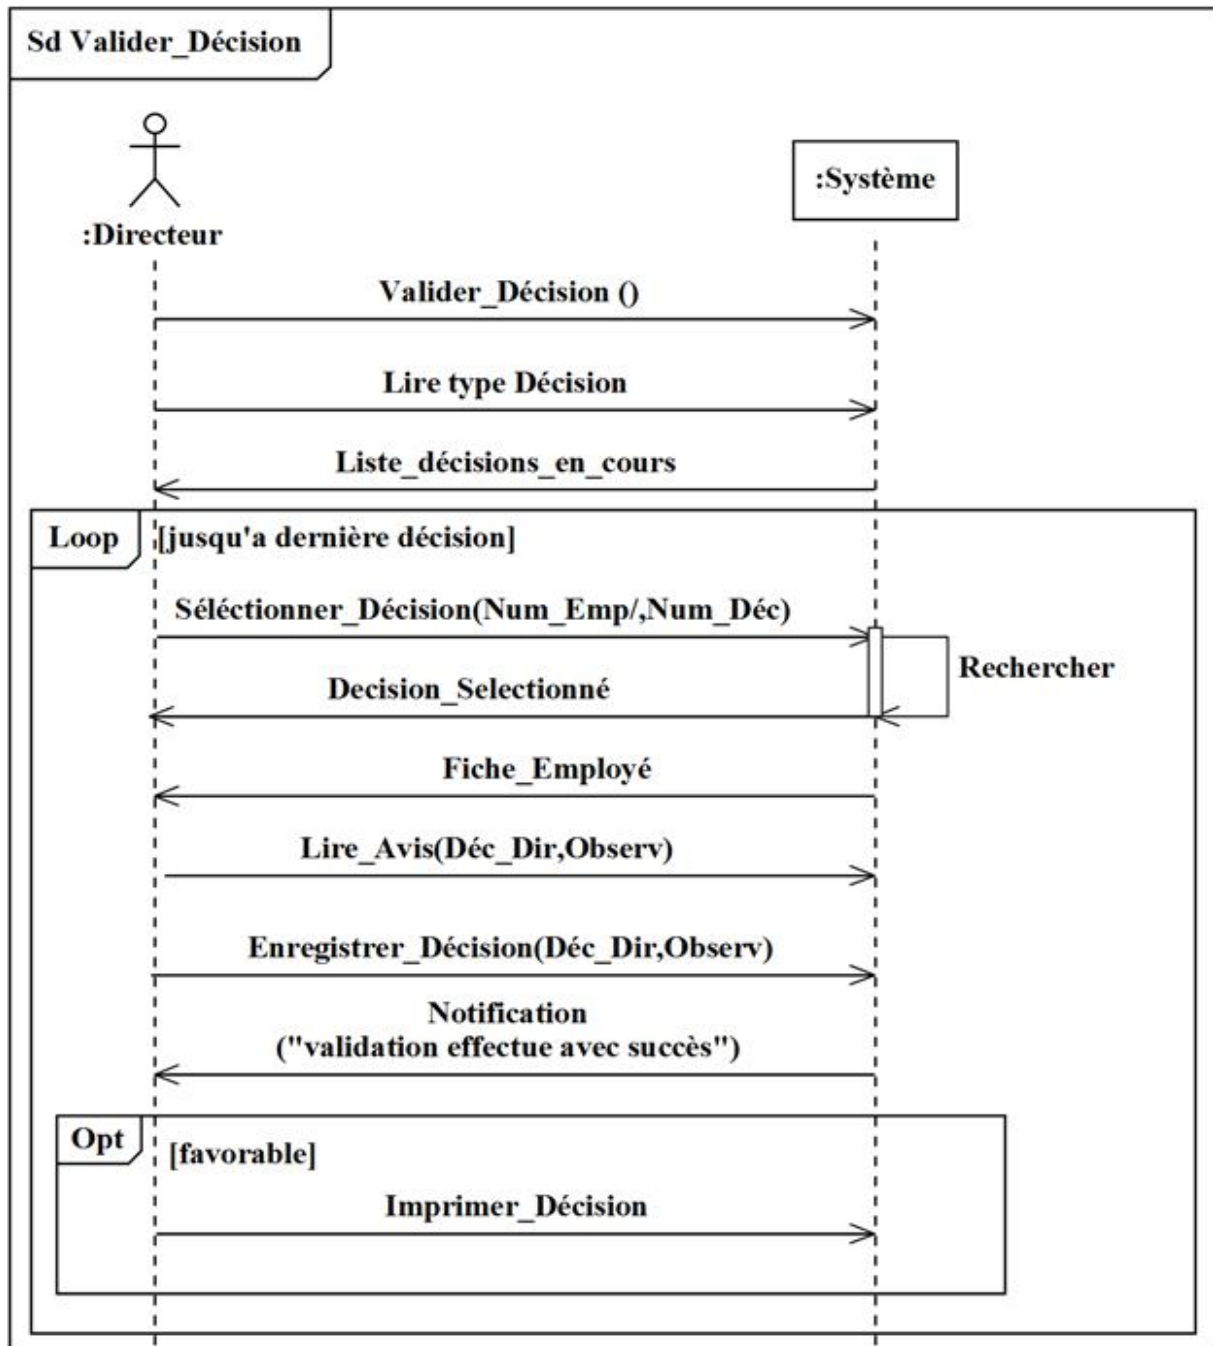 Sd Valider_Décision
:Système
:Directeur
Valider_Décision ()
Lire type Décision
Liste_décisions_en_cours
Loop [jusqu'a dernière décision]
Séléctionner_Décision(Num_Emp/,Num_Déc)
Rechercher
Decision_Selectionné
Fiche_Employé
Lire_Avis(Déc_Dir,Observ)
Enregistrer_Décision(Déc_Dir,Observ)
Notification
("validation effectue avec succès")
Opt
[favorable]
Imprimer_Décision